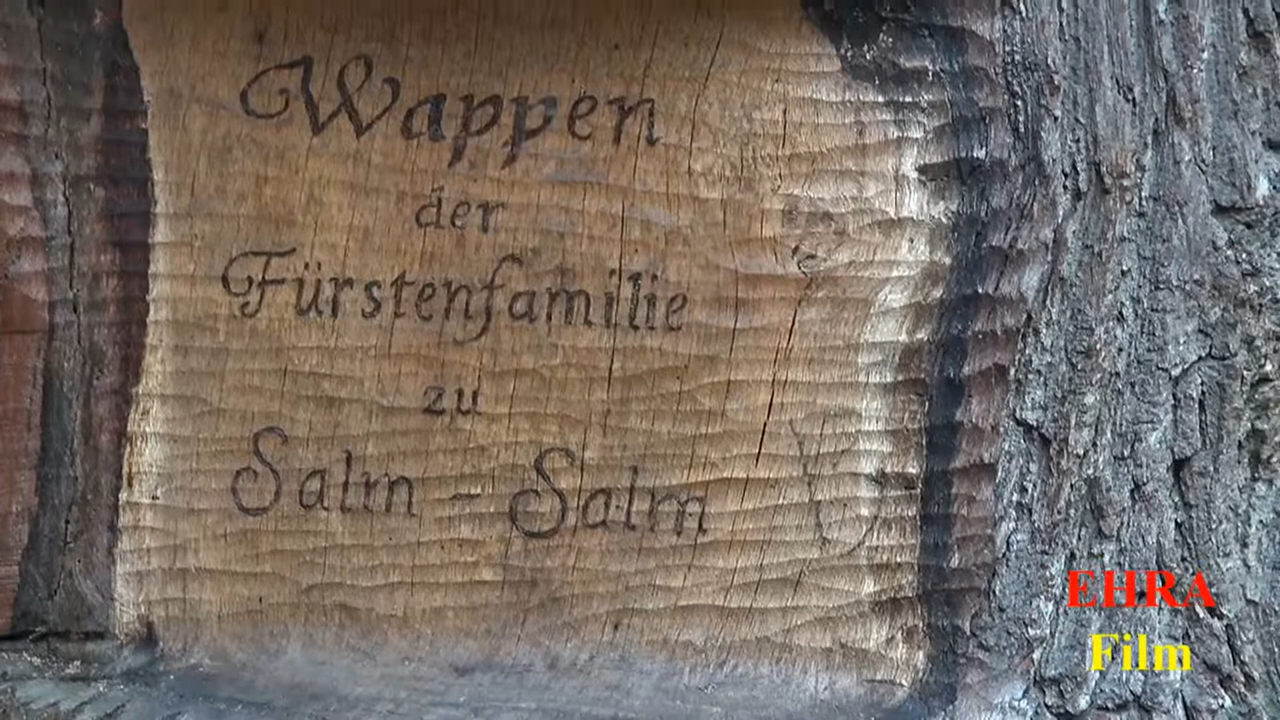 Wappen
der
Fürstenfamilie
zu
Salm - Salm
EHRA
Film